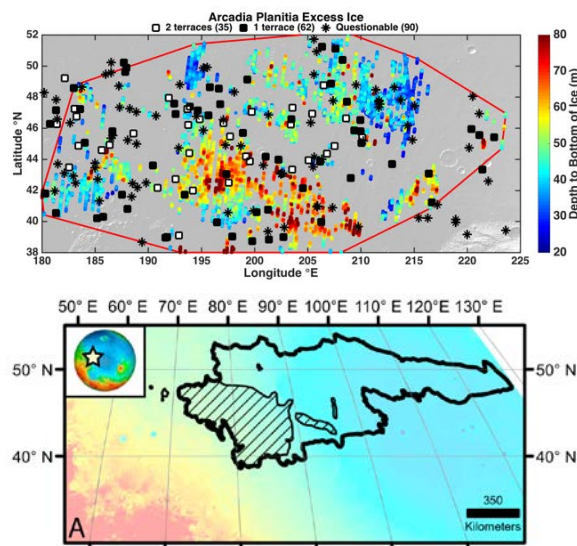 Arcadia Planitia Excess Ice
2 terraces (35) 1 terrace (62) Questionable (90)
52
50
48
46
44
42
40
38
Latitude °N
180 185 190 195 200 205 210 215 220 225
Longitude °E
80
70
60
50
40
30
20
Depth to Bottom of Ice (m)
50° E 60° E 70° E 80° E 90° E 100° E 110° E 120° E 130° E
50° N 50° N
40° N 40° N
A
350
Kilometers